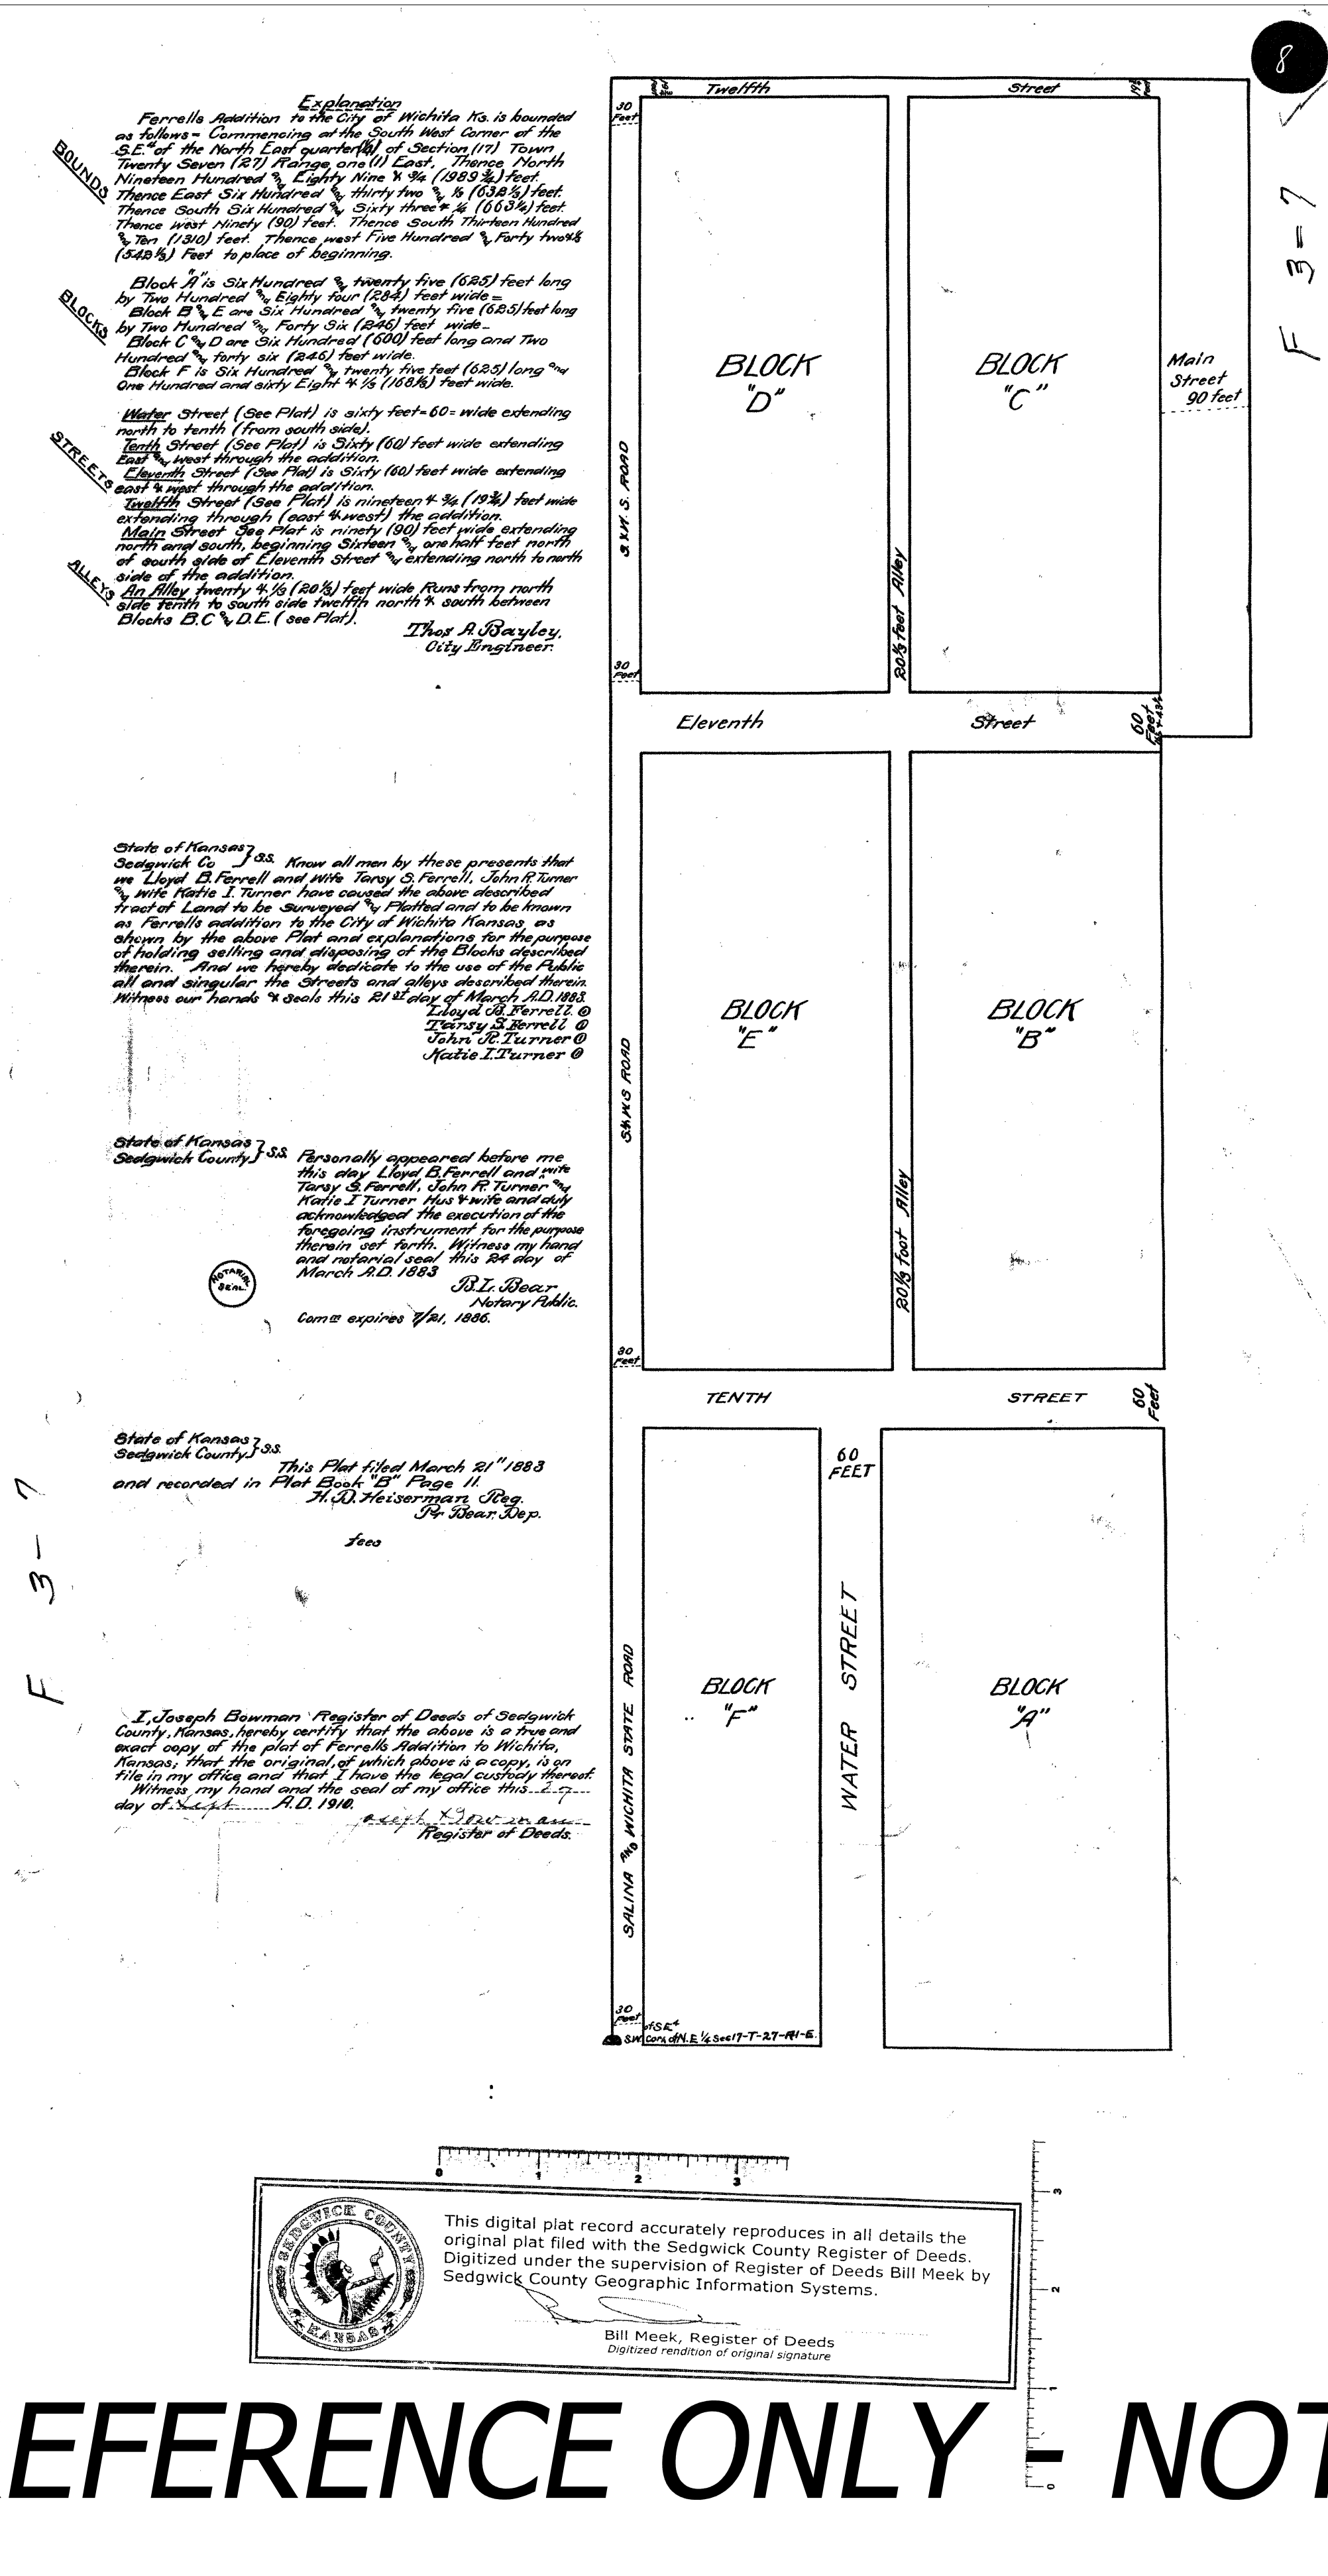 8
F 3=7
Explanation
Ferrells Addition to the City of Wichita Ks. is bounded
as follows= Commencing at the South West Corner of the
S.E.4 of the North East quarter(¼) of Section (17) Town
Twenty Seven (27) Range one (1) East, Thence North
Nineteen Hundred and Eighty Nine & ¾ (1989¾) feet.
Thence East Six Hundred and thirty two and ⅓ (632⅓) feet.
Thence South Six Hundred and Sixty three & ¼ (663¼) feet.
Thence west Ninety (90) feet. Thence South Thirteen Hundred
and Ten (1310) feet. Thence west Five Hundred and Forty two &⅓
(542⅓) Feet to place of beginning.
BOUNDS
Block "A" is Six Hundred and twenty five (625) feet long
by Two Hundred and Eighty four (284) feet wide=
Block B and E are Six Hundred and twenty five (625) feet long
by Two Hundred and Forty Six (246) feet wide-
Block C and D are Six Hundred (600) feet long and Two
Hundred and forty six (246) feet wide.
Block F is Six Hundred and twenty five feet (625) long and
One Hundred and sixty Eight & ⅓ (168⅓) feet wide.
BLOCKS
Water Street (See Plat) is sixty feet=60= wide extending
north to tenth (from south side).
Tenth Street (See Plat) is Sixty (60) feet wide extending
East and west through the addition.
Eleventh Street (See Plat) is Sixty (60) feet wide extending
east & west through the addition.
Twelfth Street (See Plat) is nineteen & ¾ (19¾) feet wide
extending through (east & west) the addition.
Main Street See Plat is ninety (90) feet wide extending
north and south, beginning Sixteen and one half feet north
of south side of Eleventh Street and extending north to north
side of the addition.
STREETS
An Alley twenty & ⅓ (20⅓) feet wide Runs from north
side tenth to south side twelfth north & south between
Blocks B.C and D.E. (see Plat).
ALLEYS
Thos A. Bayley.
City Engineer.
State of Kansas
Sedgwick Co } S.S. Know all men by these presents that
we Lloyd B. Ferrell and Wife Tarsy S. Ferrell, John R. Turner
and wife Katie I. Turner have caused the above described
tract of Land to be Surveyed and Platted and to be known
as Ferrells addition to the City of Wichita Kansas, as
shown by the above Plat and explanations for the purpose
of holding selling and disposing of the Blocks described
therein. And we hereby dedicate to the use of the Public
all and singular the Streets and alleys described therein.
Witness our hands & seals this 21st day of March A.D. 1883.
Lloyd B. Ferrell.
Tarsy S. Ferrell
John R. Turner
Katie I. Turner
State of Kansas
Sedgwick County } S.S. Personally appeared before me
this day Lloyd B. Ferrell and wife
Tarsy S. Ferrell, John R. Turner and
Katie I Turner Hus & wife and duly
acknowledged the execution of the
foregoing instrument for the purpose
therein set forth. Witness my hand
and notarial seal this 24 day of
March A.D. 1883
B.L. Bear
Notary Public.
NOTARIAL
SEAL.
Com= expires 7/21, 1886.
State of Kansas
Sedgwick County } S.S.
This Plat filed March 21" 1883
and recorded in Plat Book "B" Page 11.
H.D. Heiserman Reg.
Pr Bear. Dep.
fees
F 3-7
I, Joseph Bowman Register of Deeds of Sedgwick
County, Kansas, hereby certify that the above is a true and
exact copy of the plat of Ferrells Addition to Wichita,
Kansas; that the original, of which above is a copy, is on
file in my office and that I have the legal custody thereof.
Witness my hand and the seal of my office this 27
day of Sept A.D. 1910.
Joseph Bowman
Register of Deeds.
Twelfth Street
30
Feet
19¾
feet
BLOCK
"D"
BLOCK
"C"
Main
Street
90 feet
S. & W. S. ROAD
20⅓ feet Alley
30
Feet
Eleventh Street
60
Feet
BLOCK
"E"
BLOCK
"B"
S. & W. S ROAD
20⅓ foot Alley
30
Feet
TENTH STREET
60
Feet
60
FEET
BLOCK
"F"
WATER STREET
BLOCK
"A"
SALINA AND WICHITA STATE ROAD
30
Feet
of SE4
S.W. Cor. of N.E ¼ Sec 17-T-27-R-1-E.
0 1 2 3
0 1 2 3
SEDGWICK COUNTY
KANSAS
This digital plat record accurately reproduces in all details the
original plat filed with the Sedgwick County Register of Deeds.
Digitized under the supervision of Register of Deeds Bill Meek by
Sedgwick County Geographic Information Systems.
Bill Meek, Register of Deeds
Digitized rendition of original signature
EFERENCE ONLY - NOT